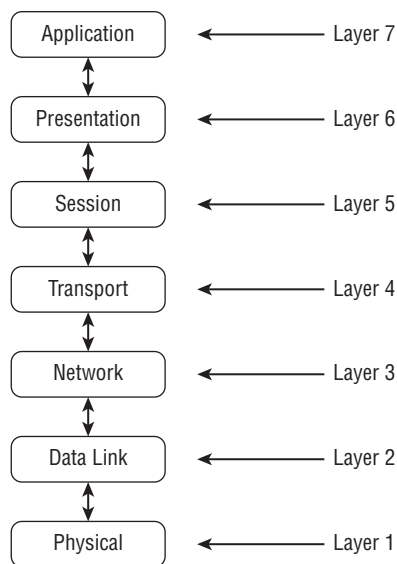 Application Layer 7
Presentation Layer 6
Session Layer 5
Transport Layer 4
Network Layer 3
Data Link Layer 2
Physical Layer 1